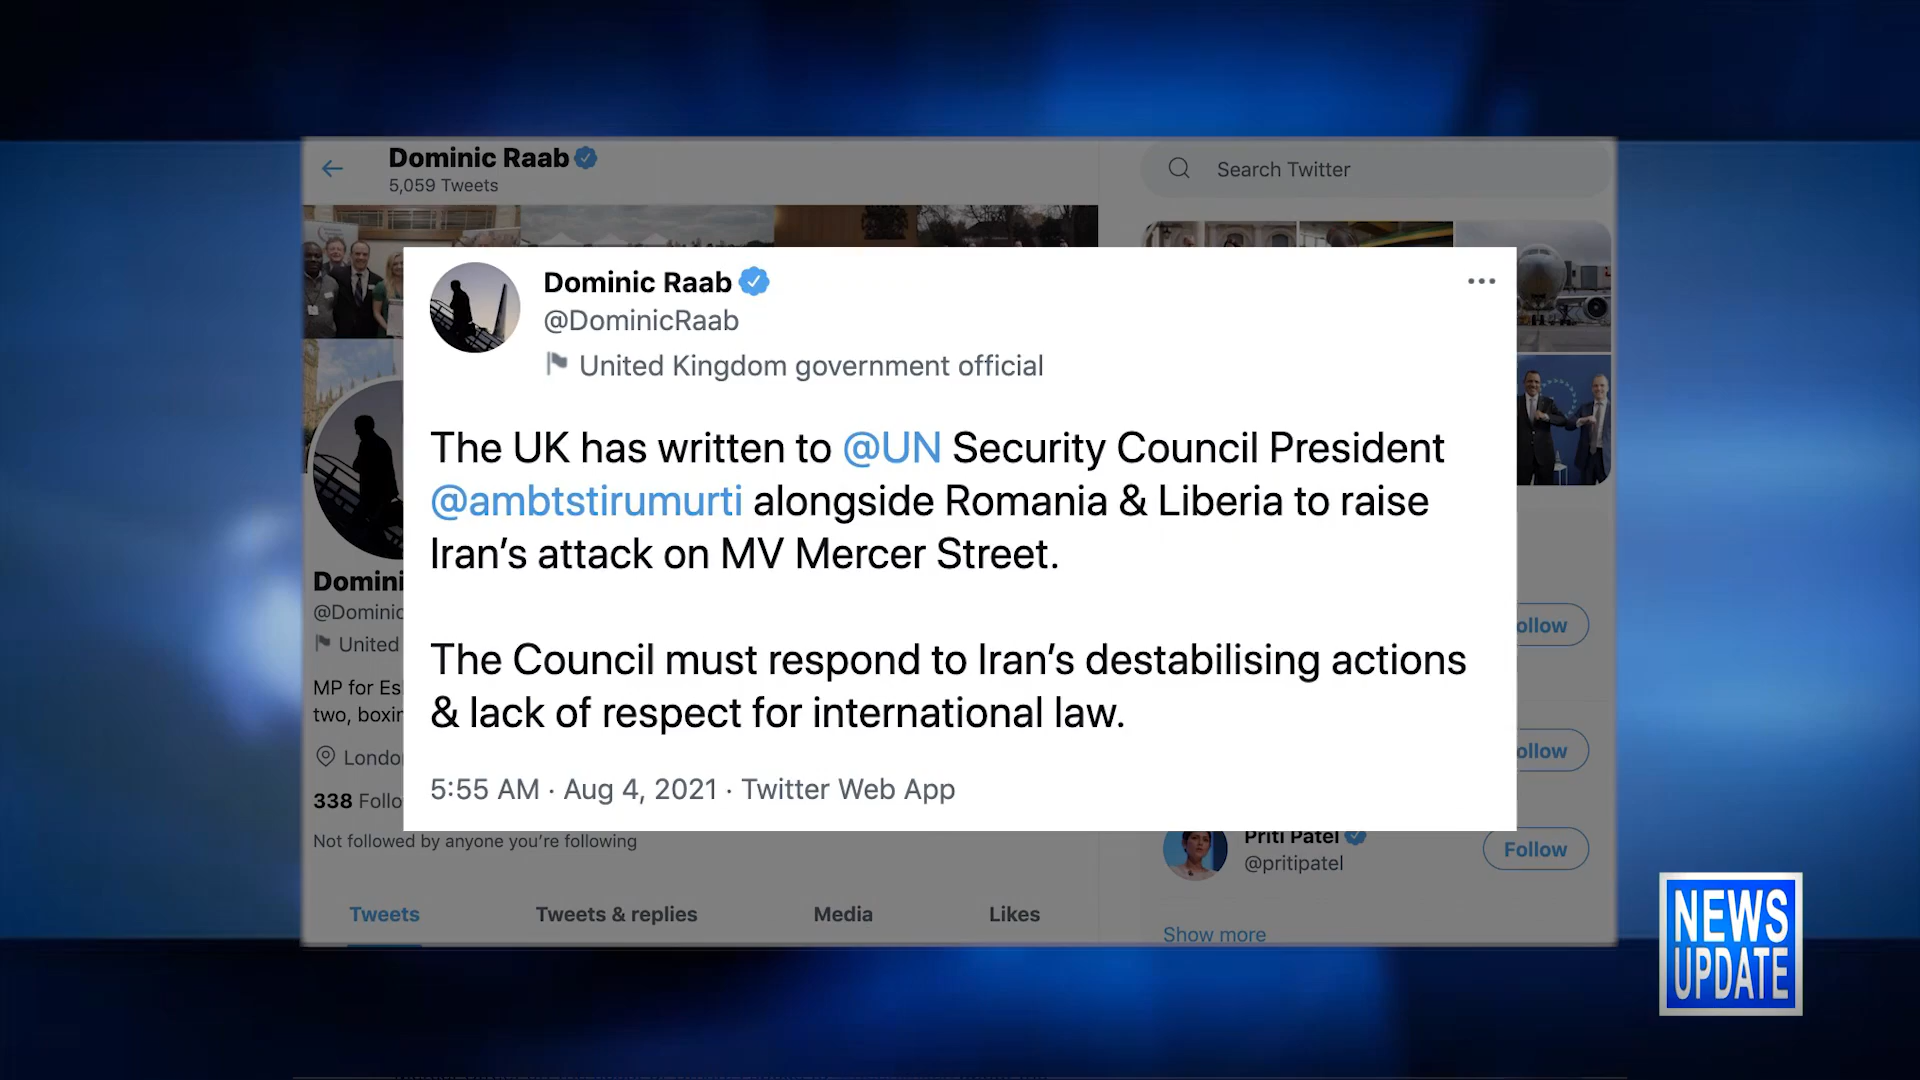 Dominic Raab
5,059 Tweets
Search Twitter
Dominic Raab
@DominicRaab
United Kingdom government official
The UK has written to @UN Security Council President
@ambtstirumurti alongside Romania & Liberia to raise
Iran's attack on MV Mercer Street.
The Council must respond to Iran's destabilising actions
& lack of respect for international law.
5:55 AM · Aug 4, 2021 · Twitter Web App
Domini
@Dominic
United
MP for Es
two, boxin
Londo
338 Follo
Not followed by anyone you're following
Tweets
Tweets & replies
Media
Likes
ollow
ollow
Priti Patel
@pritipatel
Follow
Show more
NEWS
UPDATE